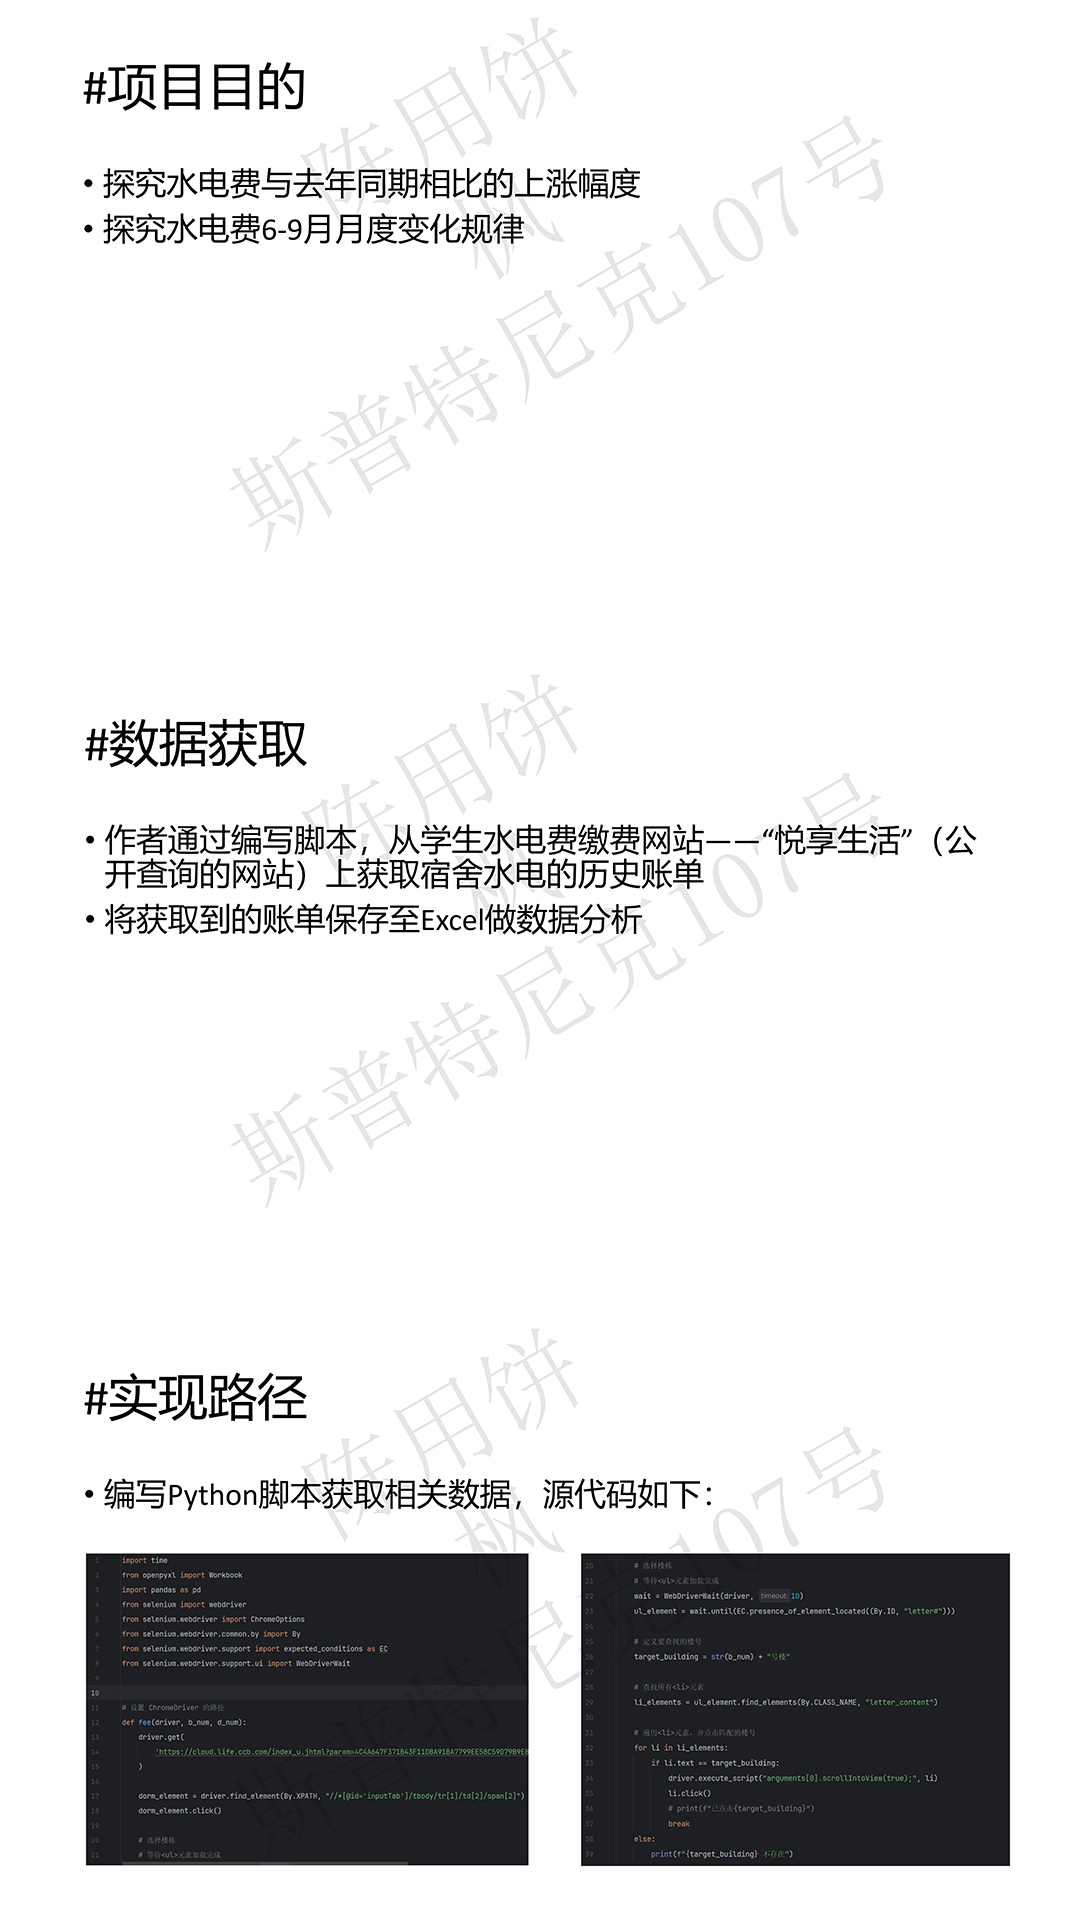 #项目目的
• 探究水电费与去年同期相比的上涨幅度
• 探究水电费6-9月月度变化规律
陈用饼
枫
斯普特尼克107号
#数据获取
• 作者通过编写脚本，从学生水电费缴费网站——“悦享生活”（公
开查询的网站）上获取宿舍水电的历史账单
• 将获取到的账单保存至Excel做数据分析
陈用饼
枫
斯普特尼克107号
#实现路径
• 编写Python脚本获取相关数据，源代码如下：
陈用饼
枫
斯普特尼克107号
1 import time
2 from openpyxl import Workbook
3 import pandas as pd
4 from selenium import webdriver
5 from selenium.webdriver import ChromeOptions
6 from selenium.webdriver.common.by import By
7 from selenium.webdriver.support import expected_conditions as EC
8 from selenium.webdriver.support.ui import WebDriverWait
9
10
11 # 设置 ChromeDriver 的路径
12 def fee(driver, b_num, d_num):
13 driver.get(
14 'https://cloud.life.ccb.com/index_u.jhtml?param=4C4A647F371B43F11DBA91BA7799EE58C59D79B9E8
15 )
16
17 dorm_element = driver.find_element(By.XPATH, "//*[@id='inputTab']/tbody/tr[1]/td[2]/span[2]")
18 dorm_element.click()
19
20 # 选择楼栋
21 # 等待<ul>元素加载完成
20 # 选择楼栋
21 # 等待<ul>元素加载完成
22 wait = WebDriverWait(driver, timeout: 10)
23 ul_element = wait.until(EC.presence_of_element_located((By.ID, "letter#")))
24
25 # 定义要查找的楼号
26 target_building = str(b_num) + "号楼"
27
28 # 查找所有<li>元素
29 li_elements = ul_element.find_elements(By.CLASS_NAME, "letter_content")
30
31 # 遍历<li>元素，并点击匹配的楼号
32 for li in li_elements:
33 if li.text == target_building:
34 driver.execute_script("arguments[0].scrollIntoView(true);", li)
35 li.click()
36 # print(f"已点击{target_building}")
37 break
38 else:
39 print(f"{target_building} 不存在")